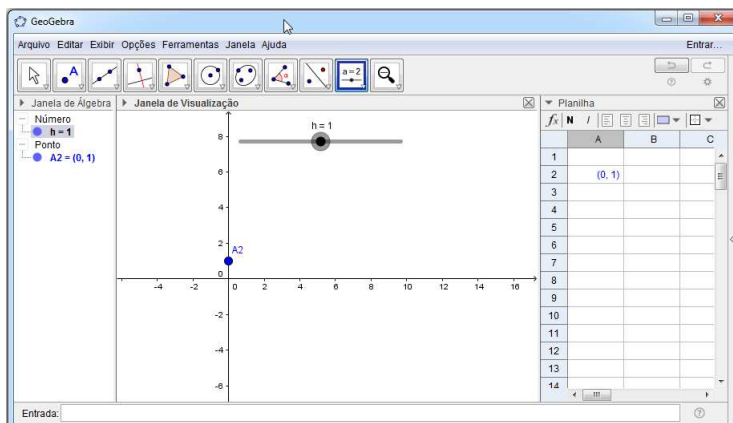 GeoGebra
Arquivo Editar Exibir Opções Ferramentas Janela Ajuda Entrar...
A a=2
Janela de Álgebra Janela de Visualização Planilha
Número
h = 1
Ponto
A2 = (0, 1)
h = 1
A2
8
6
4
2
0
-2
-4
-6
-4 -2 0 2 4 6 8 10 12 14 16
fx N I
A B C
1
2 (0, 1)
3
4
5
6
7
8
9
10
11
12
13
14
Entrada: